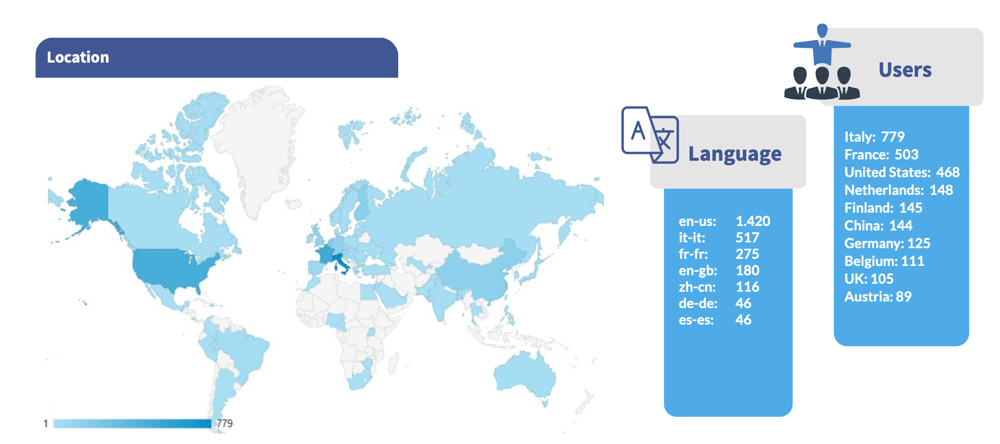 Location
1
779
A 文
Language
en-us: 1.420
it-it: 517
fr-fr: 275
en-gb: 180
zh-cn: 116
de-de: 46
es-es: 46
Users
Italy: 779
France: 503
United States: 468
Netherlands: 148
Finland: 145
China: 144
Germany: 125
Belgium: 111
UK: 105
Austria: 89